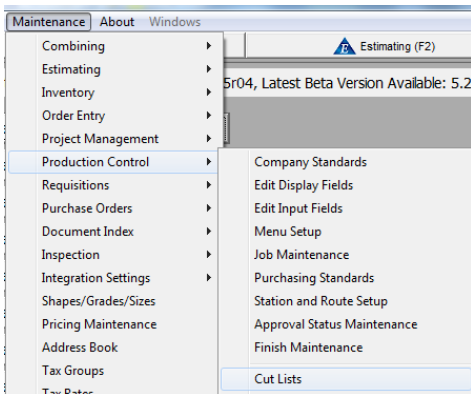 Maintenance About Windows
Estimating (F2)
5r04, Latest Beta Version Available: 5.2
Combining
Estimating
Inventory
Order Entry
Project Management
Production Control
Requisitions
Purchase Orders
Document Index
Inspection
Integration Settings
Shapes/Grades/Sizes
Pricing Maintenance
Address Book
Tax Groups
Tax Rates
Company Standards
Edit Display Fields
Edit Input Fields
Menu Setup
Job Maintenance
Purchasing Standards
Station and Route Setup
Approval Status Maintenance
Finish Maintenance
Cut Lists